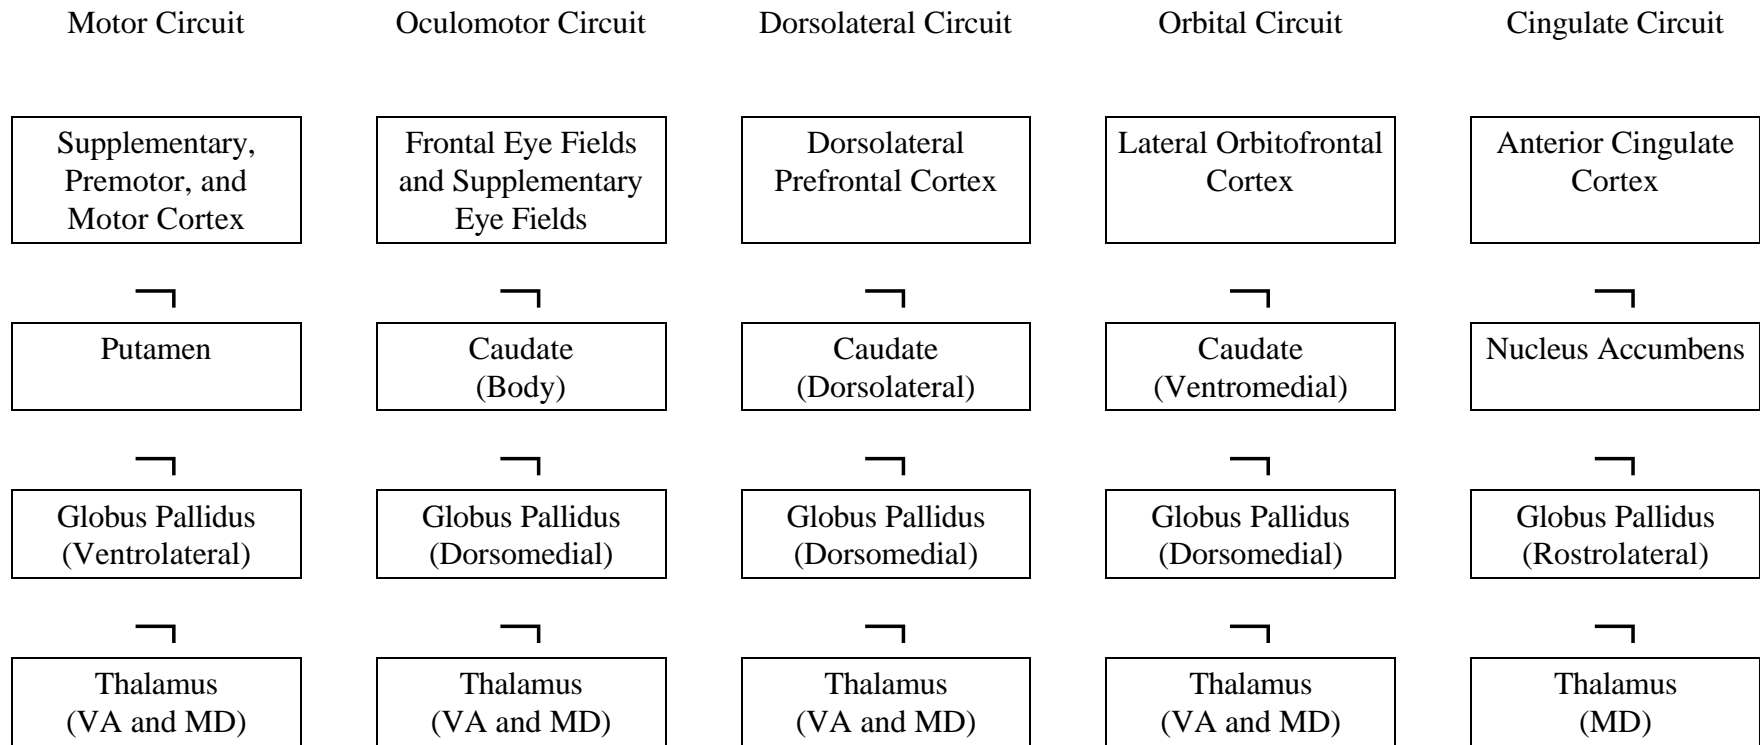 Motor Circuit
Oculomotor Circuit
Dorsolateral Circuit
Orbital Circuit
Cingulate Circuit
Supplementary,
Premotor, and
Motor Cortex
Frontal Eye Fields
and Supplementary
Eye Fields
Dorsolateral
Prefrontal Cortex
Lateral Orbitofrontal
Cortex
Anterior Cingulate
Cortex
¬
¬
¬
¬
¬
Putamen
Caudate
(Body)
Caudate
(Dorsolateral)
Caudate
(Ventromedial)
Nucleus Accumbens
¬
¬
¬
¬
¬
Globus Pallidus
(Ventrolateral)
Globus Pallidus
(Dorsomedial)
Globus Pallidus
(Dorsomedial)
Globus Pallidus
(Dorsomedial)
Globus Pallidus
(Rostrolateral)
¬
¬
¬
¬
¬
Thalamus
(VA and MD)
Thalamus
(VA and MD)
Thalamus
(VA and MD)
Thalamus
(VA and MD)
Thalamus
(MD)